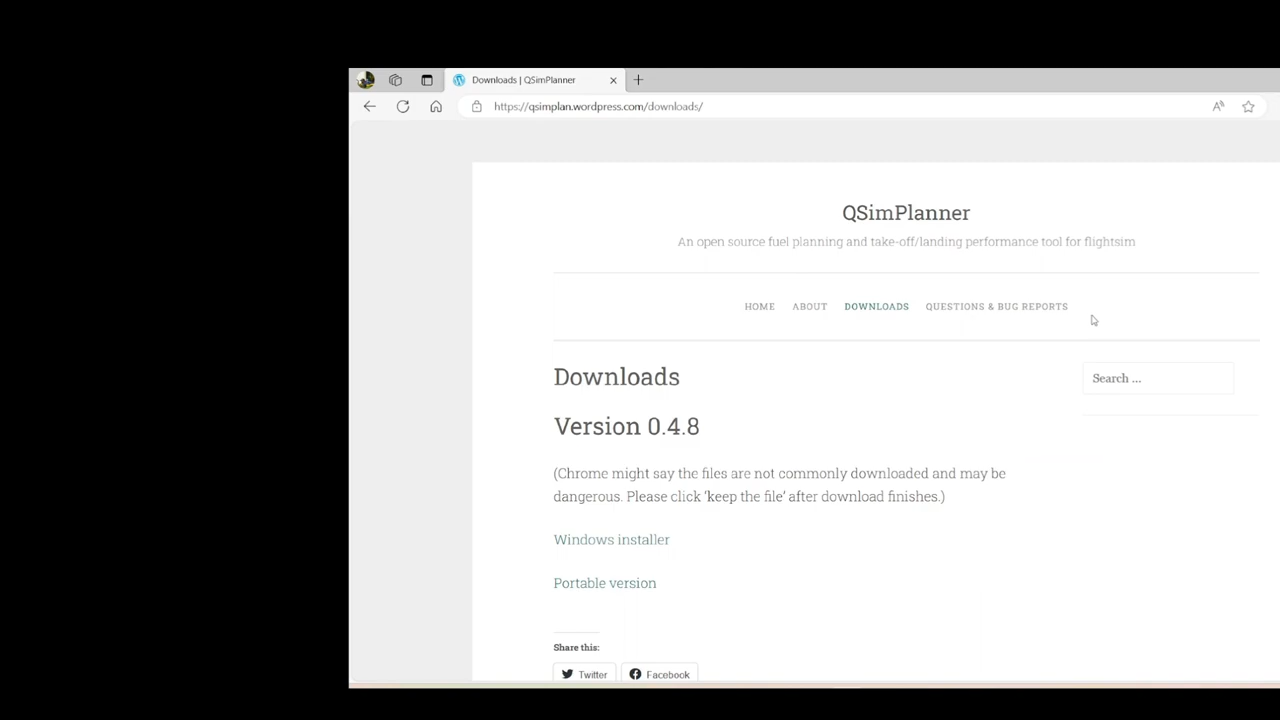 Downloads | QSimPlanner
https://qsimplan.wordpress.com/downloads/
QSimPlanner
An open source fuel planning and take-off/landing performance tool for flightsim
HOME ABOUT DOWNLOADS QUESTIONS & BUG REPORTS
Downloads
Search ...
Version 0.4.8
(Chrome might say the files are not commonly downloaded and may be
dangerous. Please click ‘keep the file’ after download finishes.)
Windows installer
Portable version
Share this:
Twitter Facebook